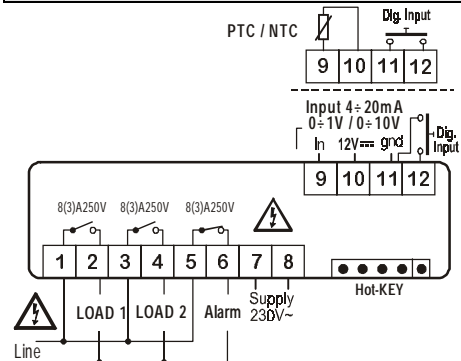 PTC / NTC
Dig. Input
9 10 11 12
Input 4÷20mA
0÷1V / 0÷10V
In 12V gnd
Dig.
Input
9 10 11 12
8(3)A250V 8(3)A250V 8(3)A250V
1 2 3 4 5 6 7 8
Hot-KEY
LOAD 1 LOAD 2 Alarm Supply
230V~
Line